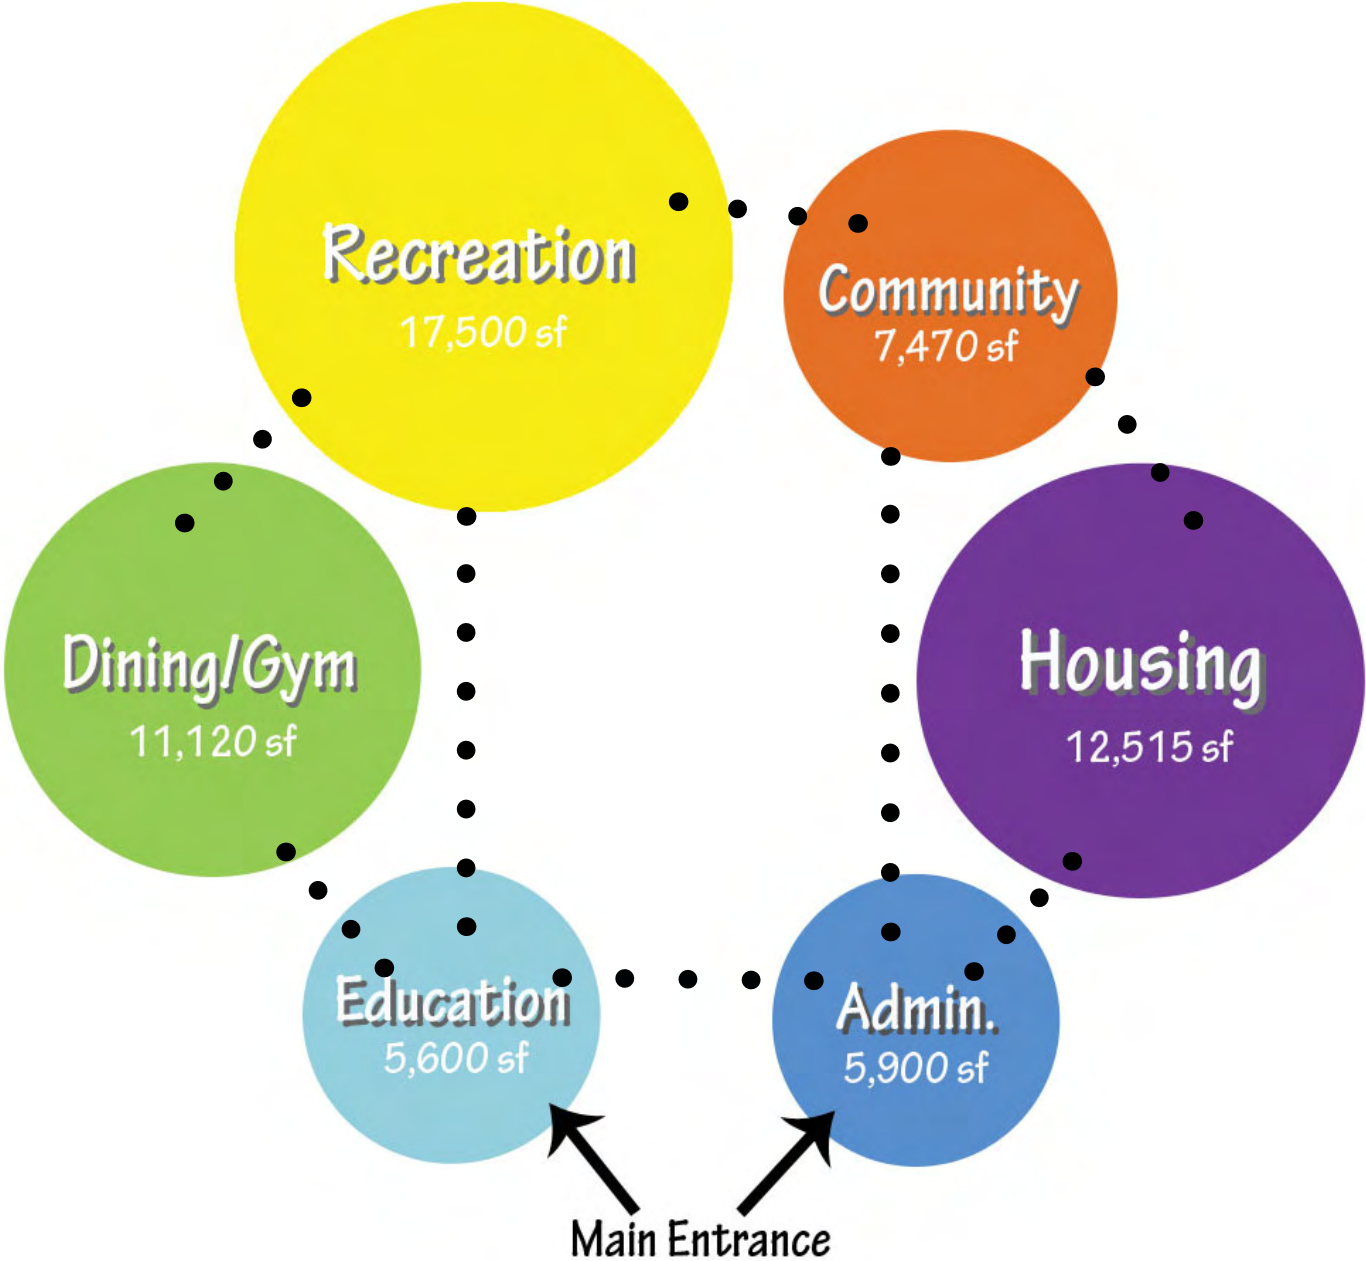 Recreation
17,500 sf
Community
7,470 sf
Dining/Gym
11,120 sf
Housing
12,515 sf
Education
5,600 sf
Admin.
5,900 sf
Main Entrance